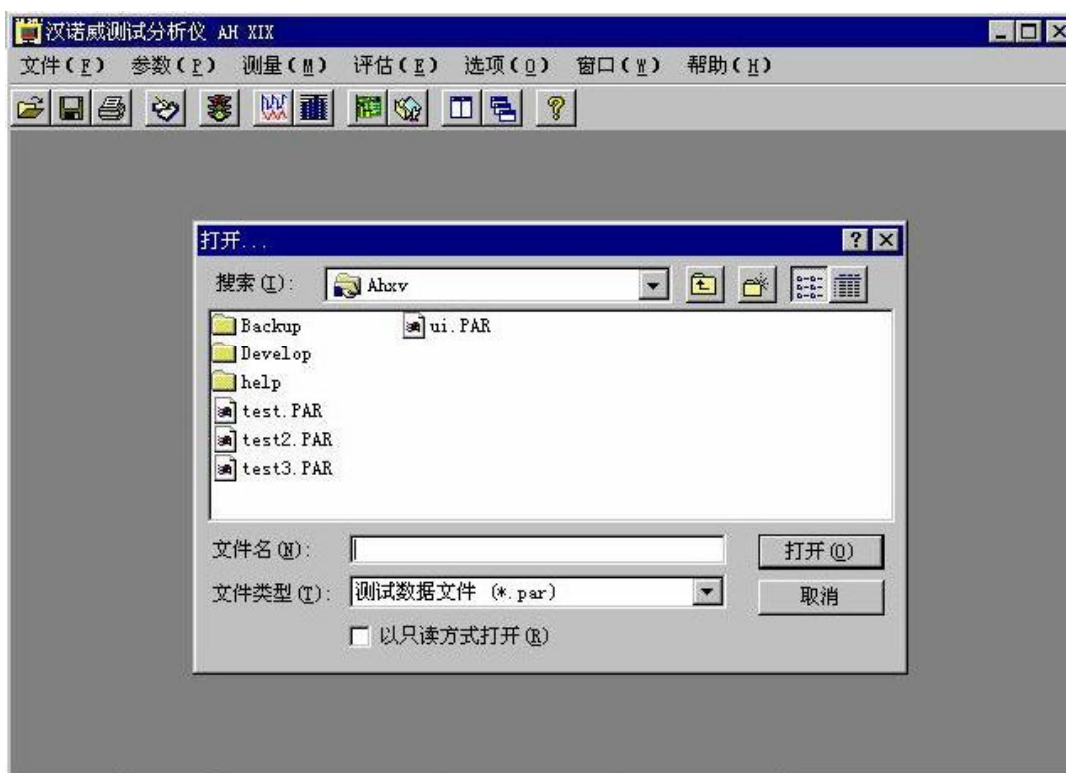 汉诺威测试分析仪 AH XIX
文件(F) 参数(P) 测量(M) 评估(E) 选项(O) 窗口(W) 帮助(H)
打开...
搜索(I): Ahxv
Backup
Develop
help
test.PAR
test2.PAR
test3.PAR
ui.PAR
文件名(N): 打开(O)
文件类型(T): 测试数据文件 (*.par) 取消
以只读方式打开(R)